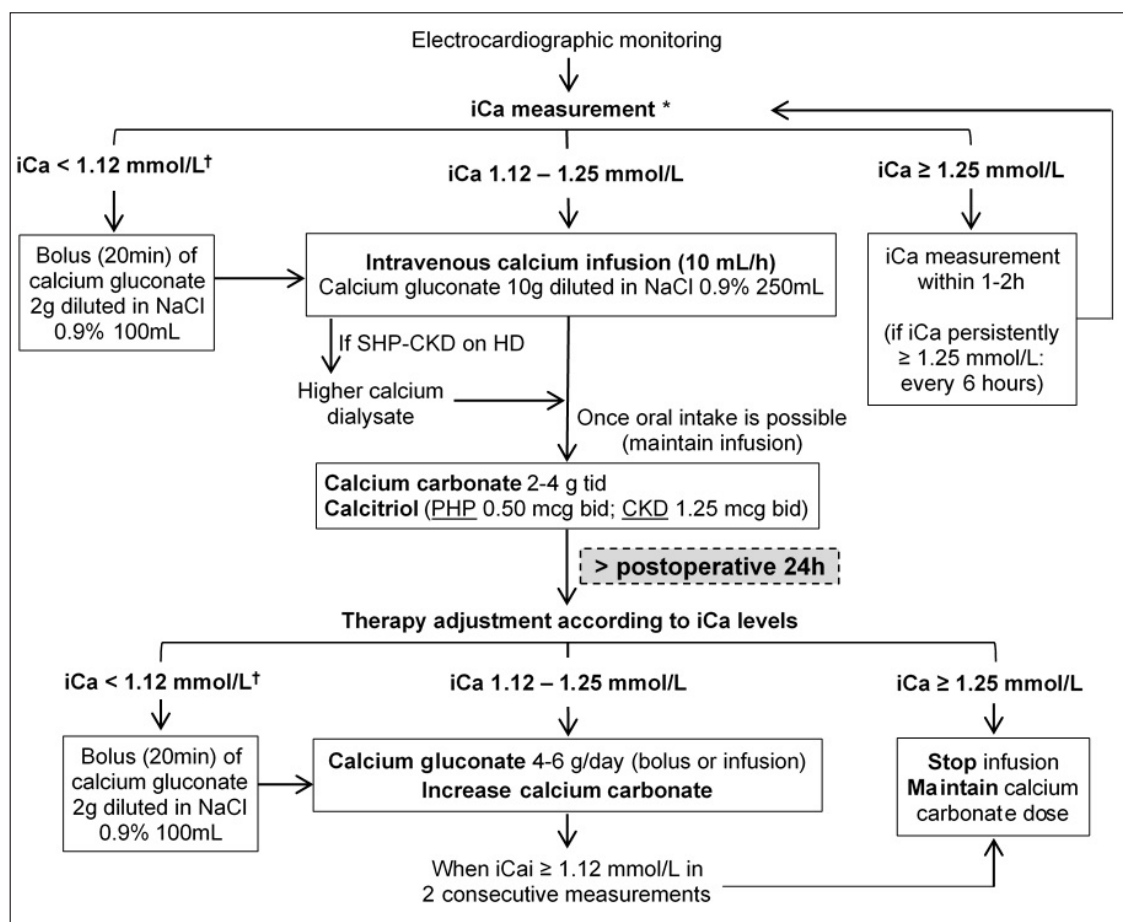 Electrocardiographic monitoring
iCa measurement *
iCa < 1.12 mmol/L†
iCa 1.12 – 1.25 mmol/L
iCa ≥ 1.25 mmol/L
Bolus (20min) of
calcium gluconate
2g diluted in NaCl
0.9% 100mL
Intravenous calcium infusion (10 mL/h)
Calcium gluconate 10g diluted in NaCl 0.9% 250mL
iCa measurement
within 1-2h
(if iCa persistently
≥ 1.25 mmol/L:
every 6 hours)
If SHP-CKD on HD
Higher calcium
dialysate
Once oral intake is possible
(maintain infusion)
Calcium carbonate 2-4 g tid
Calcitriol (PHP 0.50 mcg bid; CKD 1.25 mcg bid)
> postoperative 24h
Therapy adjustment according to iCa levels
iCa < 1.12 mmol/L†
iCa 1.12 – 1.25 mmol/L
iCa ≥ 1.25 mmol/L
Bolus (20min) of
calcium gluconate
2g diluted in NaCl
0.9% 100mL
Calcium gluconate 4-6 g/day (bolus or infusion)
Increase calcium carbonate
Stop infusion
Maintain calcium
carbonate dose
When iCai ≥ 1.12 mmol/L in
2 consecutive measurements